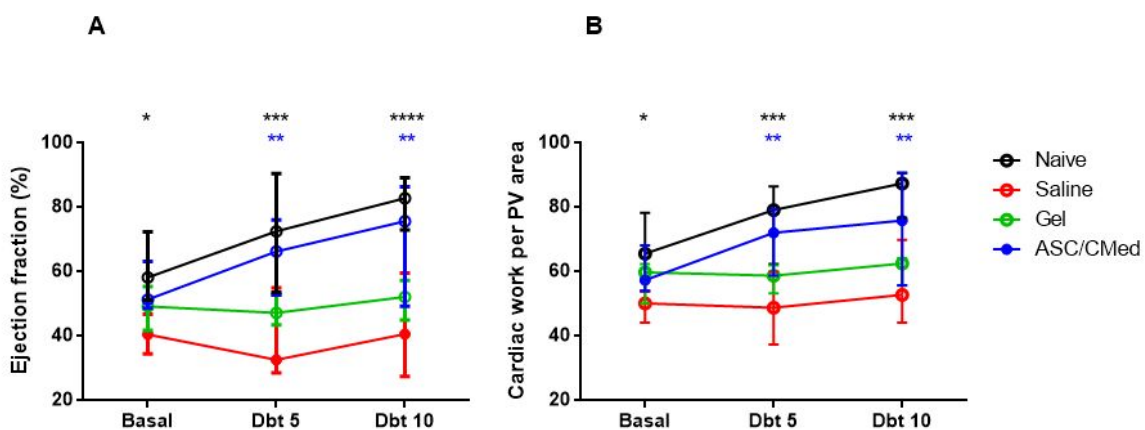 A
* *** ****
** **
Ejection fraction (%)
100
80
60
40
20
Basal Dbt 5 Dbt 10
B
* *** ***
** **
Cardiac work per PV area
100
80
60
40
20
Basal Dbt 5 Dbt 10
Naive
Saline
Gel
ASC/CMed